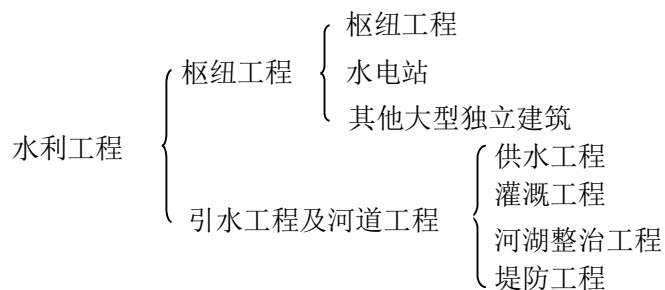 水利工程
枢纽工程
枢纽工程
水电站
其他大型独立建筑
引水工程及河道工程
供水工程
灌溉工程
河湖整治工程
堤防工程